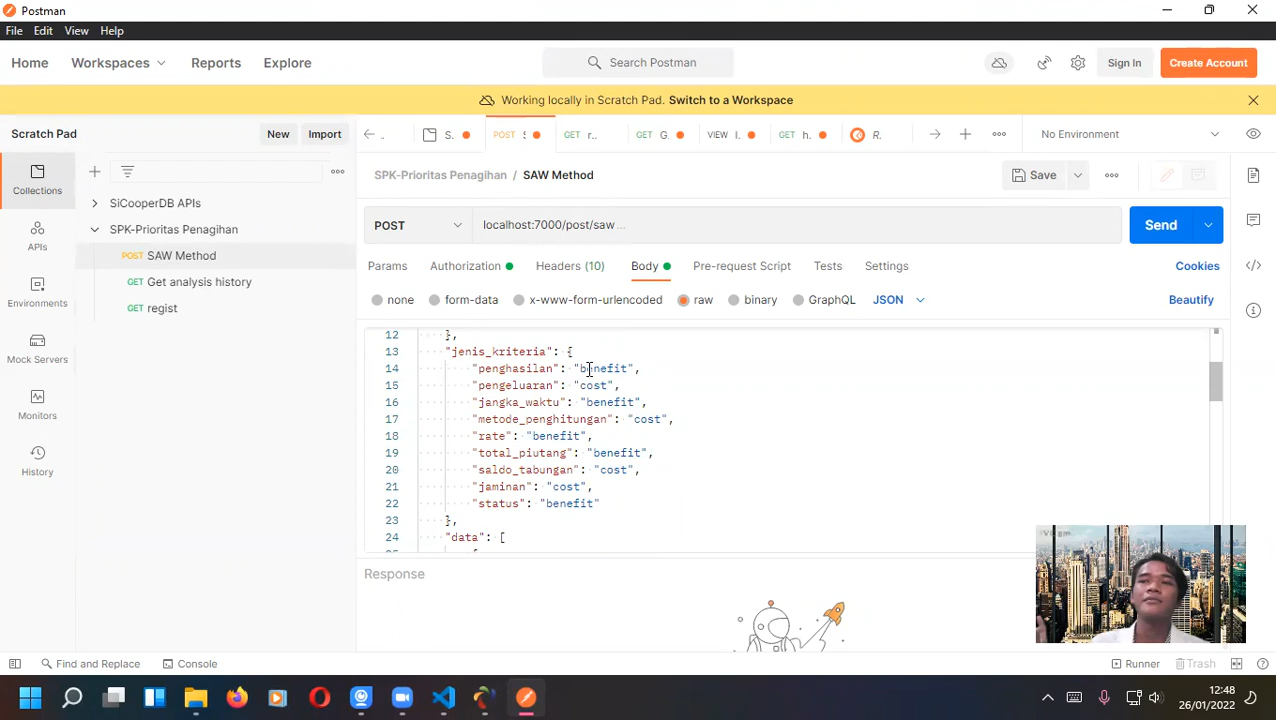 Postman
File Edit View Help
Home Workspaces Reports Explore Search Postman Sign In Create Account
Working locally in Scratch Pad. Switch to a Workspace
Scratch Pad New Import
S. POST GET r.. GET G. VIEW I. GET h. R. No Environment
SPK-Prioritas Penagihan / SAW Method Save
Collections
SiCooperDB APIs
SPK-Prioritas Penagihan
POST SAW Method
GET Get analysis history
GET regist
APIs
Environments
Mock Servers
Monitors
History
POST localhost:7000/post/saw ... Send
Params Authorization Headers (10) Body Pre-request Script Tests Settings Cookies
none form-data x-www-form-urlencoded raw binary GraphQL JSON Beautify
12 },
13 "jenis_kriteria": {
14 "penghasilan": "benefit",
15 "pengeluaran": "cost",
16 "jangka_waktu": "benefit",
17 "metode_penghitungan": "cost",
18 "rate": "benefit",
19 "total_piutang": "benefit",
20 "saldo_tabungan": "cost",
21 "jaminan": "cost",
22 "status": "benefit"
23 },
24 "data": [
Response
Find and Replace Console Runner Trash
12:48
26/01/2022